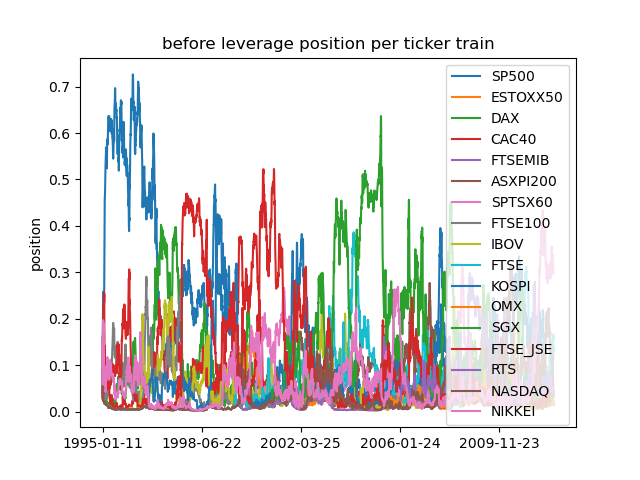 before leverage position per ticker train
position
0.7
0.6
0.5
0.4
0.3
0.2
0.1
0.0
1995-01-11 1998-06-22 2002-03-25 2006-01-24 2009-11-23
SP500
ESTOXX50
DAX
CAC40
FTSEMIB
ASXPI200
SPTSX60
FTSE100
IBOV
FTSE
KOSPI
OMX
SGX
FTSE_JSE
RTS
NASDAQ
NIKKEI